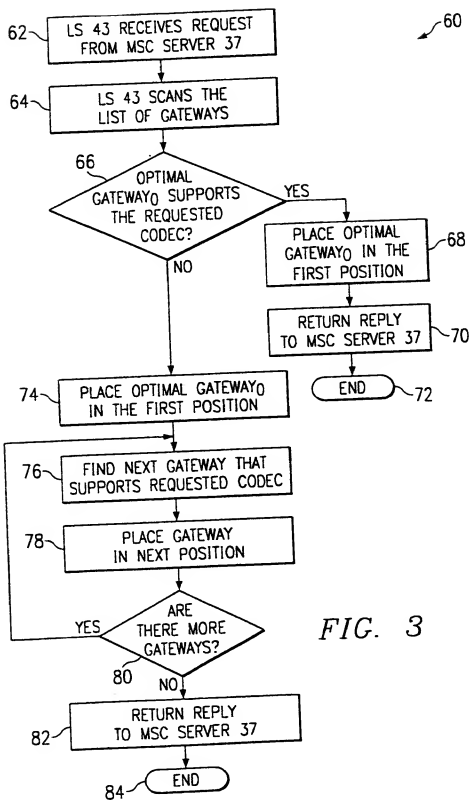 60
62
LS 43 RECEIVES REQUEST
FROM MSC SERVER 37
64
LS 43 SCANS THE
LIST OF GATEWAYS
66
OPTIMAL
GATEWAY0 SUPPORTS
THE REQUESTED
CODEC?
YES
NO
PLACE OPTIMAL
GATEWAY0 IN THE
FIRST POSITION
68
RETURN REPLY
TO MSC SERVER 37
70
END
72
74
PLACE OPTIMAL GATEWAY0
IN THE FIRST POSITION
76
FIND NEXT GATEWAY THAT
SUPPORTS REQUESTED CODEC
78
PLACE GATEWAY
IN NEXT POSITION
YES
ARE
THERE MORE
GATEWAYS?
80
NO
FIG. 3
82
RETURN REPLY
TO MSC SERVER 37
84
END